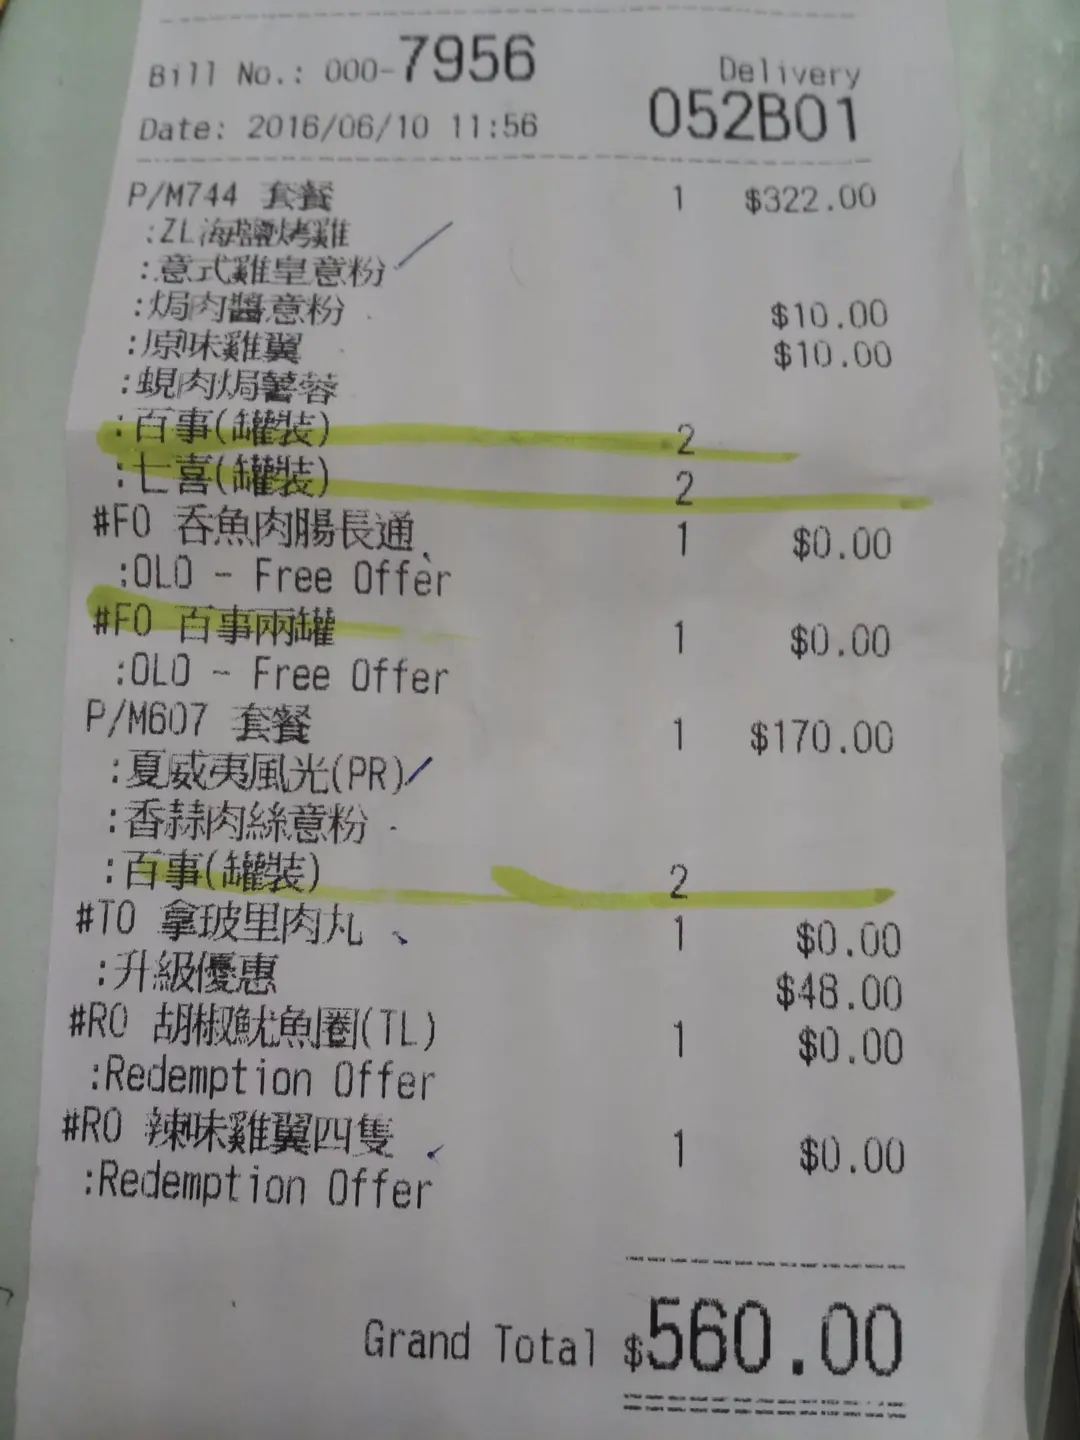 Bill No.: 000-7956 Delivery
Date: 2016/06/10 11:56 052B01
P/M744 套餐 1 $322.00
:ZL海鹽烤雞
:意式雞皇意粉
:焗肉醬意粉 $10.00
:原味雞翼 $10.00
:蜆肉焗薯蓉
:百事(罐裝) 2
:七喜(罐裝) 2
#FO 吞魚肉腸長通 1 $0.00
:OLO - Free Offer
#FO 百事兩罐 1 $0.00
:OLO - Free Offer
P/M607 套餐 1 $170.00
:夏威夷風光(PR)
:香蒜肉絲意粉
:百事(罐裝) 2
#TO 拿玻里肉丸 1 $0.00
:升級優惠 $48.00
#RO 胡椒魷魚圈(TL) 1 $0.00
:Redemption Offer
#RO 辣味雞翼四隻 1 $0.00
:Redemption Offer
Grand Total $560.00